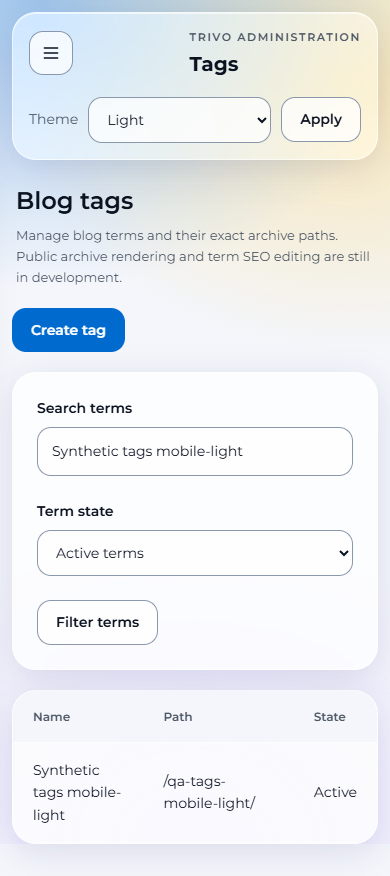 TRIVO ADMINISTRATION
Tags
Theme
Light
Apply
Blog tags
Manage blog terms and their exact archive paths.
Public archive rendering and term SEO editing are still
in development.
Create tag
Search terms
Synthetic tags mobile-light
Term state
Active terms
Filter terms
Name Path State
Synthetic
tags mobile-
light
/qa-tags-
mobile-light/
Active